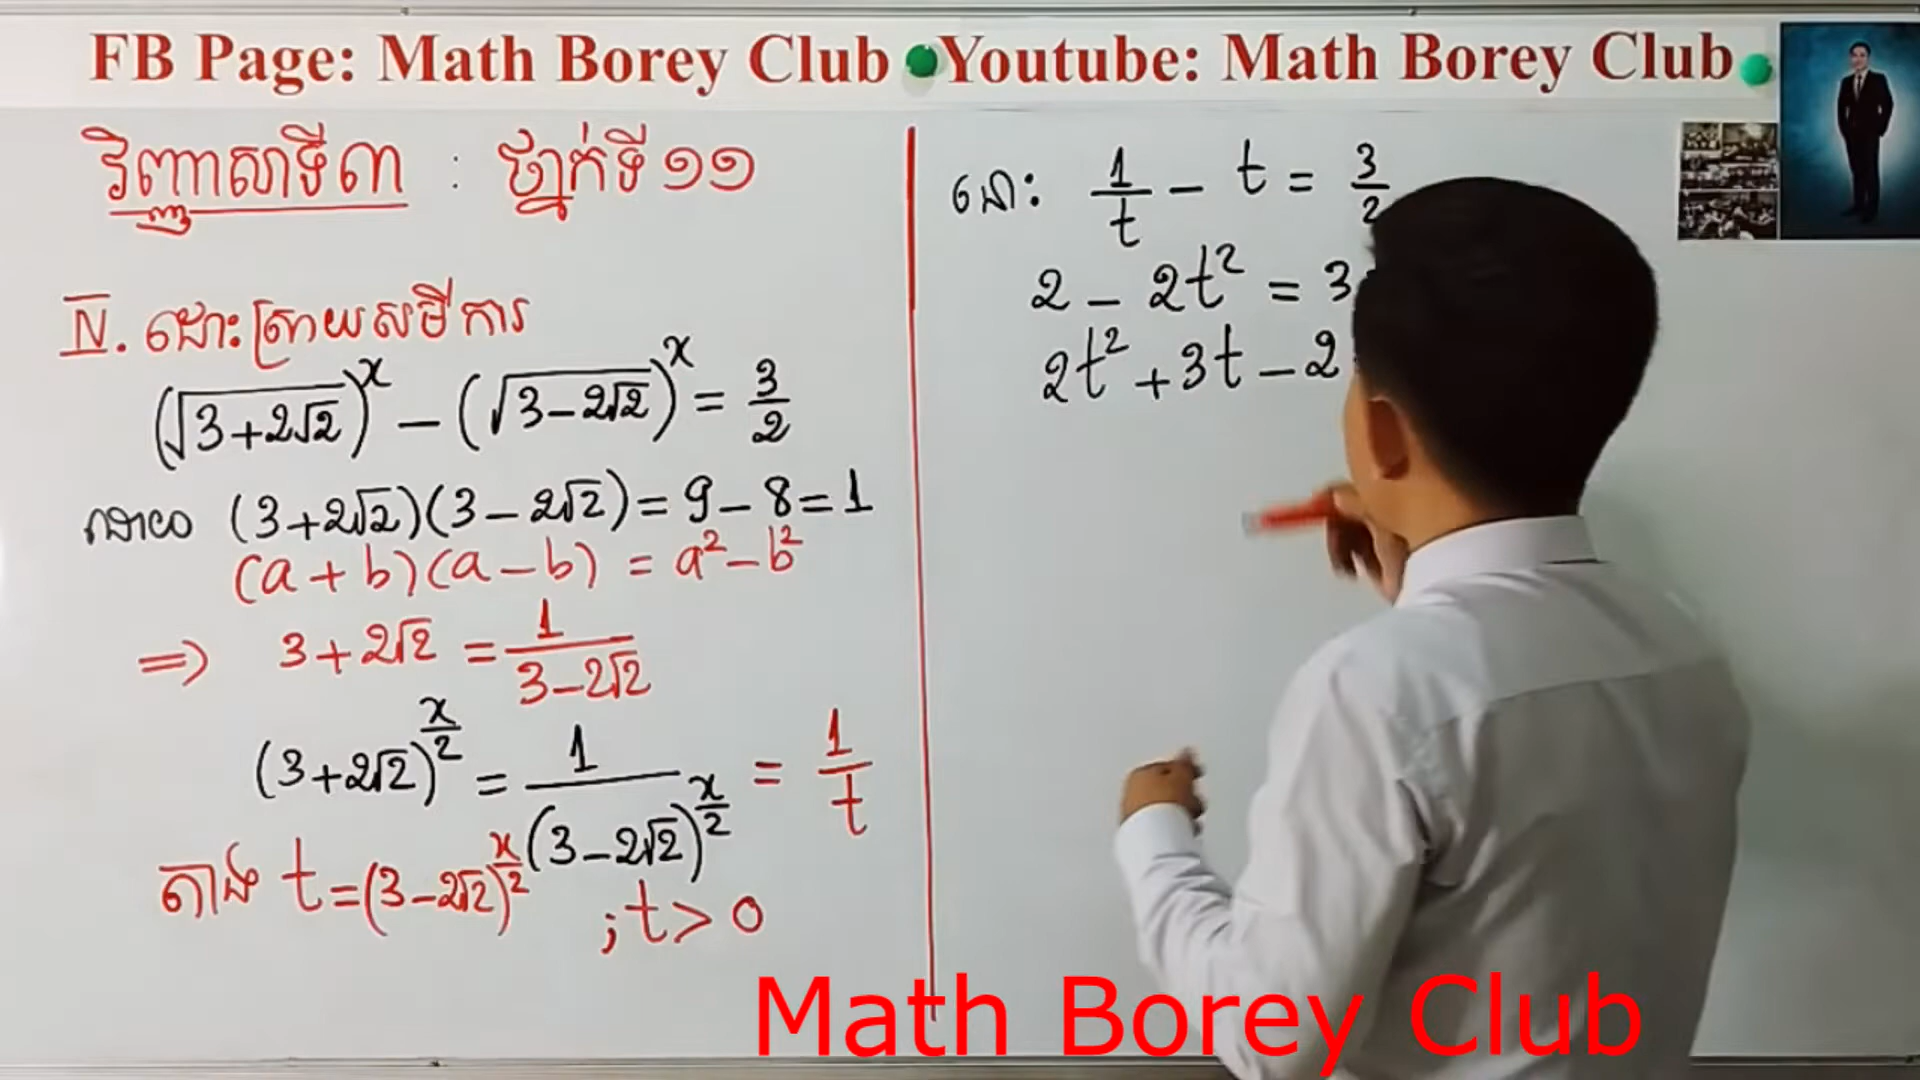 FB Page: Math Borey Club Youtube: Math Borey Club
វិញ្ញាសាទី៣ : ថ្នាក់ទី ១១
IV. ដោះស្រាយសមីការ
(√(3+2√2))^x − (√(3−2√2))^x = 3/2
ដោយ (3+2√2)(3−2√2) = 9−8 = 1
(a+b)(a−b) = a²−b²
⇒ 3+2√2 = 1/(3−2√2)
(3+2√2)^(x/2) = 1/(3−2√2)^(x/2) = 1/t
តាង t=(3−2√2)^(x/2) ; t>0
នោះ: 1/t − t = 3/2
2 − 2t² = 3
2t² + 3t − 2
Math Borey Club